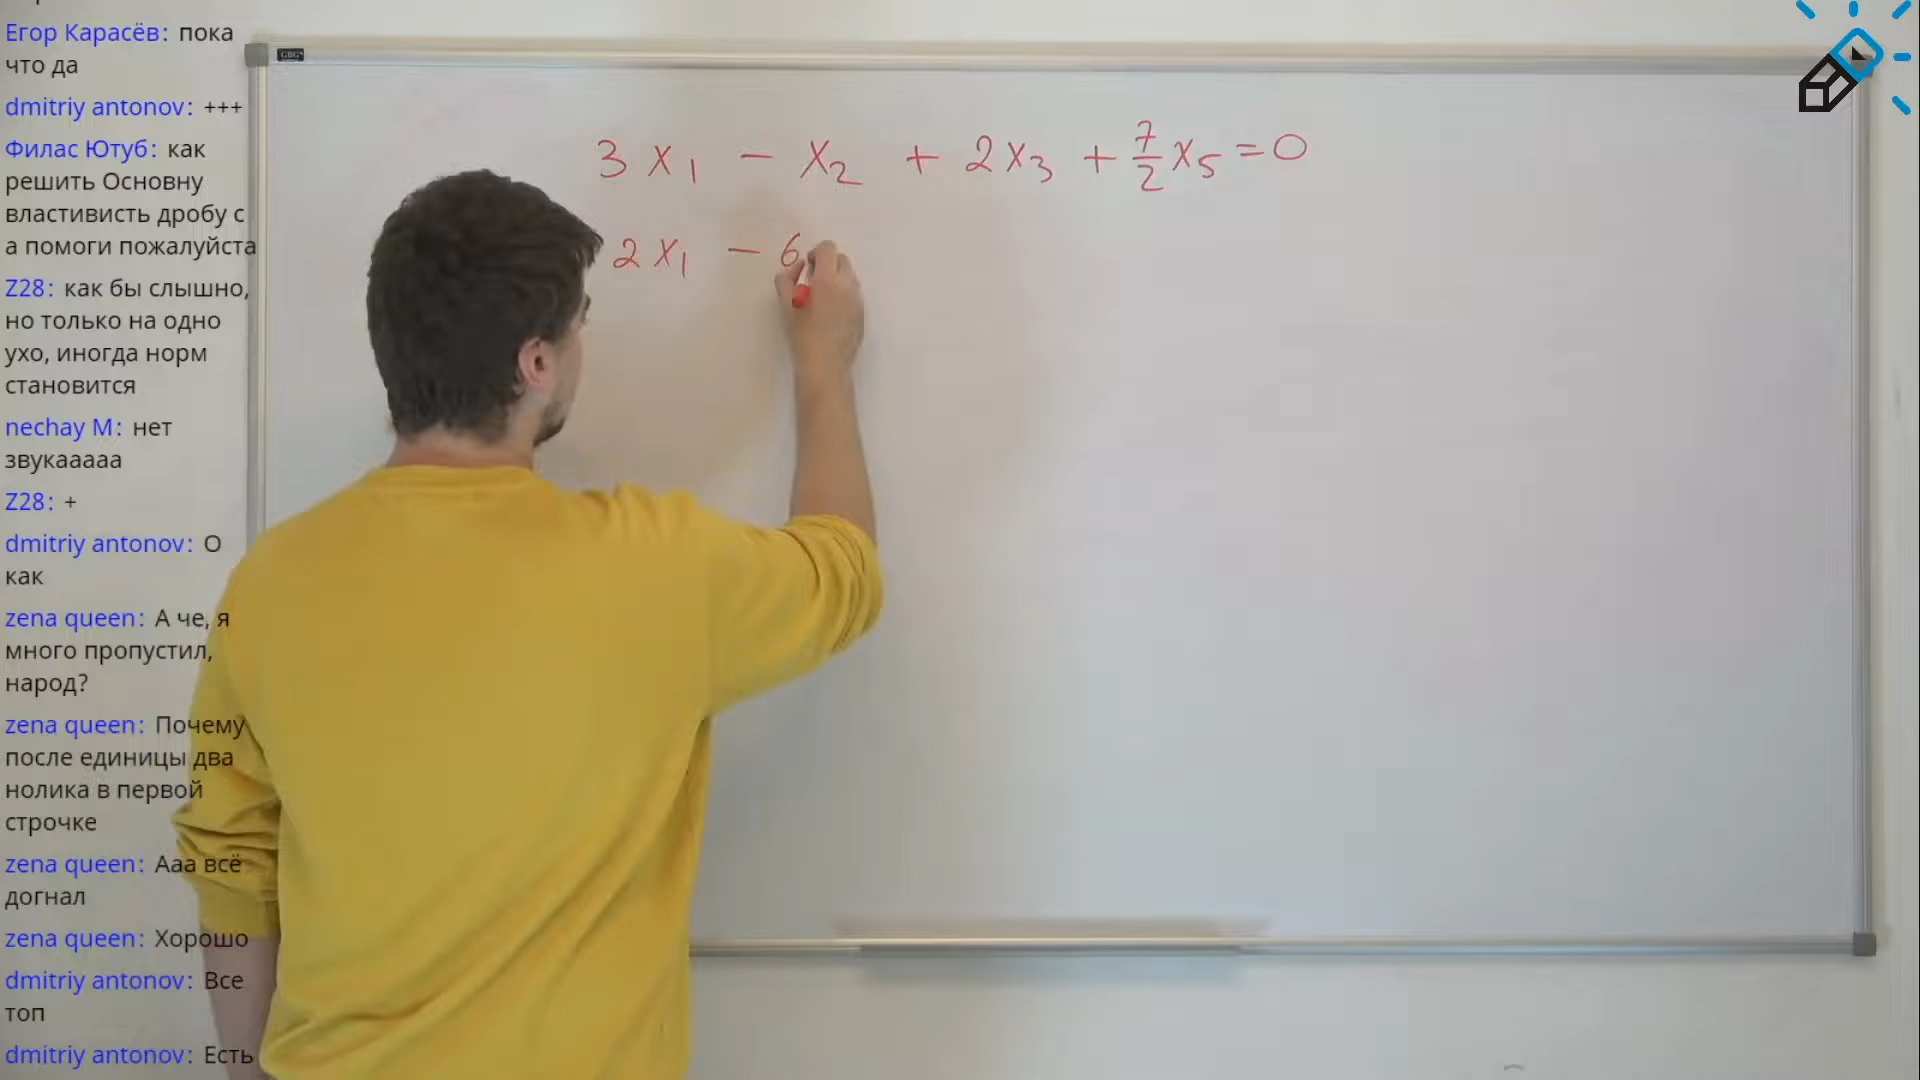 Егор Карасёв: пока
что да
dmitriy antonov: +++
Филас Ютуб: как
решить Основну
властивисть дробу с
а помоги пожалуйста
Z28: как бы слышно,
но только на одно
ухо, иногда норм
становится
nechay M: нет
звукааааа
Z28: +
dmitriy antonov: О
как
zena queen: А че, я
много пропустил,
народ?
zena queen: Почему
после единицы два
нолика в первой
строчке
zena queen: Ааа всё
догнал
zena queen: Хорошо
dmitriy antonov: Все
топ
dmitriy antonov: Есть
3x₁ - x₂ + 2x₃ + 7/2 x₅ = 0
2x₁ - 6